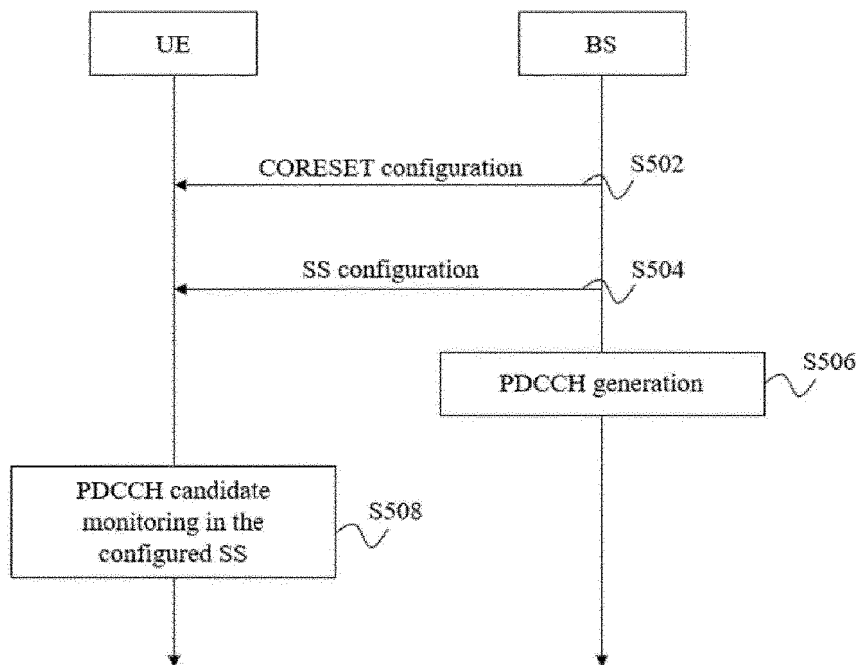 UE
BS
CORESET configuration
S502
SS configuration
S504
PDCCH generation
S506
PDCCH candidate
monitoring in the
configured SS
S508